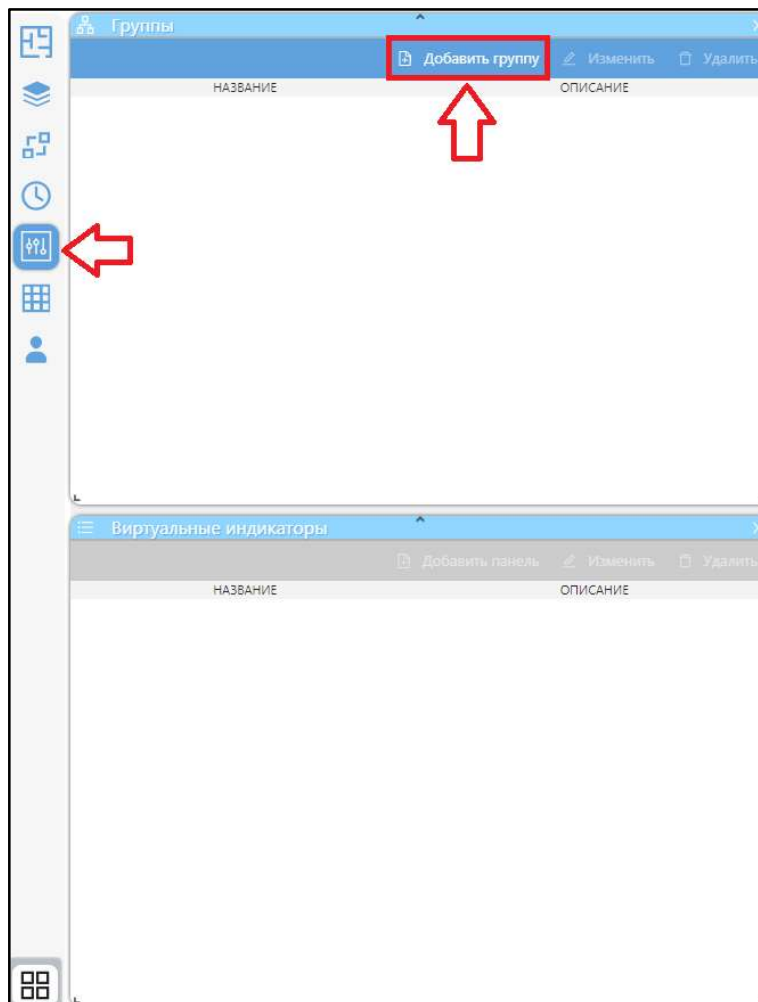 Группы
Добавить группу Изменить Удалить
НАЗВАНИЕ ОПИСАНИЕ
Виртуальные индикаторы
Добавить панель Изменить Удалить
НАЗВАНИЕ ОПИСАНИЕ